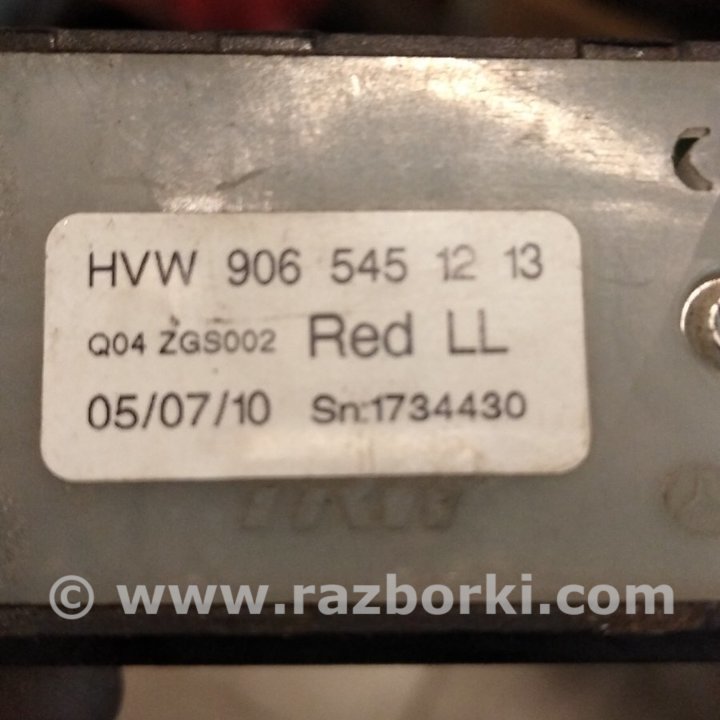 HVW 906 545 12 13
Q04 ZGS002 Red LL
05/07/10 Sn:1734430
© www.razborki.com